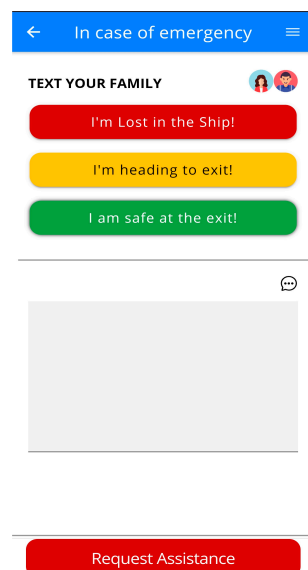 In case of emergency
TEXT YOUR FAMILY
I'm Lost in the Ship!
I'm heading to exit!
I am safe at the exit!
Request Assistance